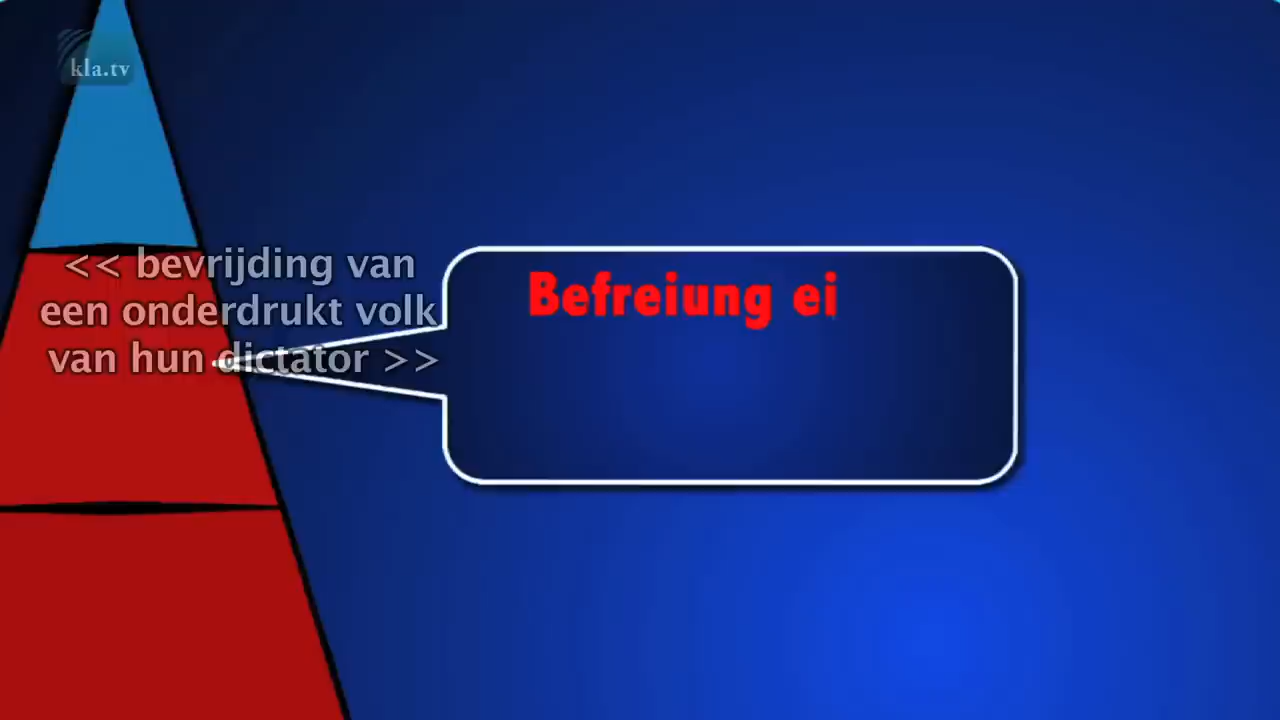 kla.tv
<< bevrijding van
een onderdrukt volk
van hun dictator >>
Befreiung ei